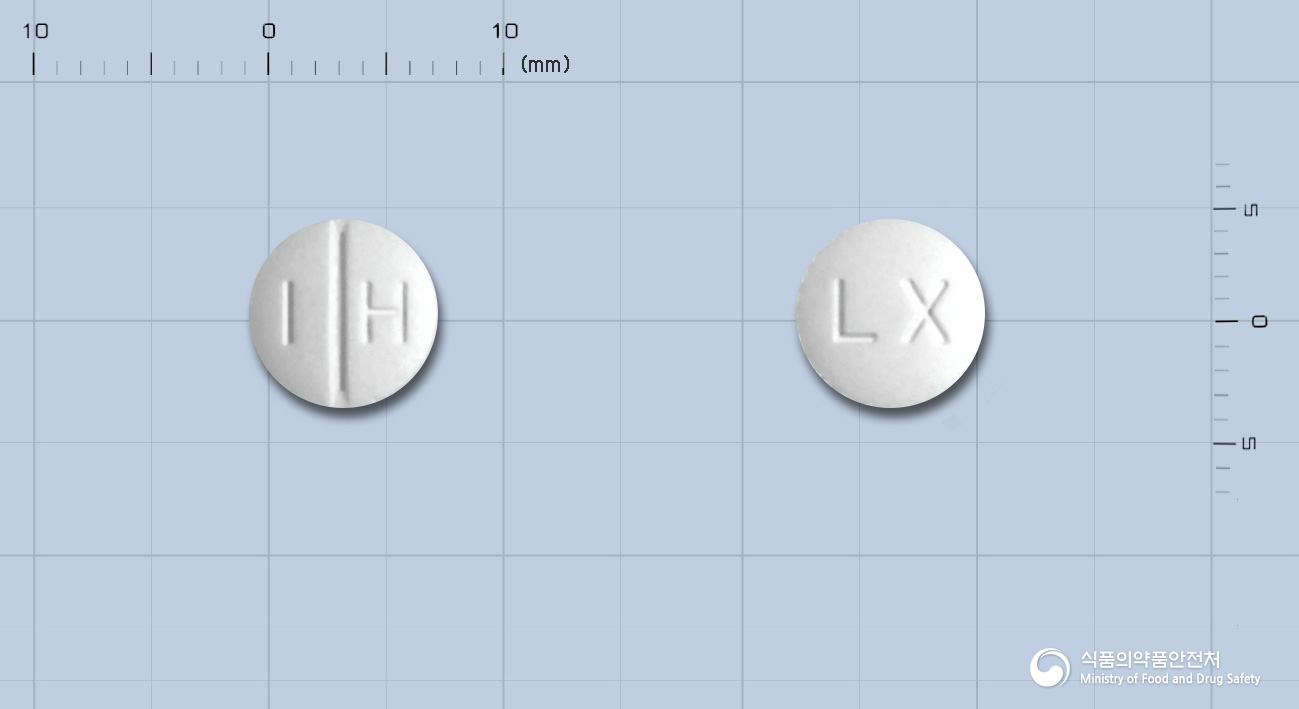 10 0 10
(mm)
I H
L X
5
0
5
식품의약품안전처
Ministry of Food and Drug Safety